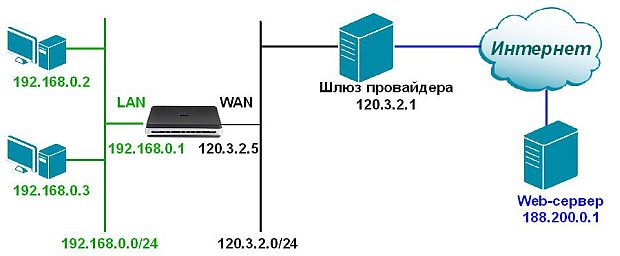 192.168.0.2
LAN
WAN
192.168.0.1
120.3.2.5
192.168.0.3
192.168.0.0/24
120.3.2.0/24
Шлюз провайдера
120.3.2.1
Интернет
Web-сервер
188.200.0.1